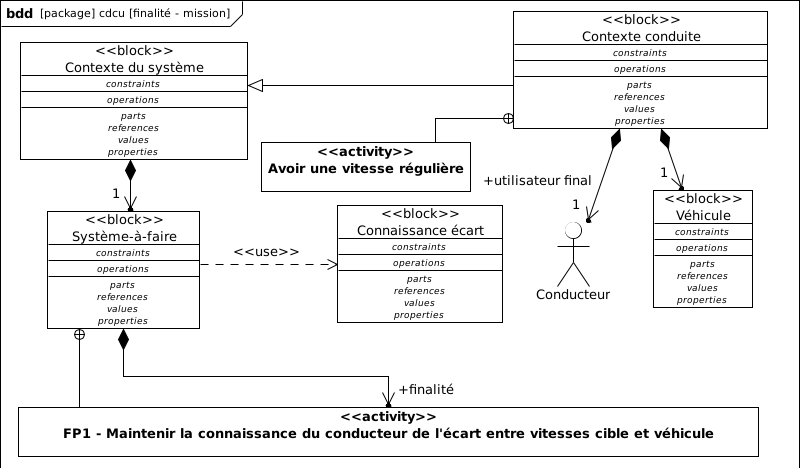 bdd [package] cdcu [finalité - mission]
<<block>>
Contexte du système
constraints
operations
parts
references
values
properties
<<block>>
Contexte conduite
constraints
operations
parts
references
values
properties
<<activity>>
Avoir une vitesse régulière
1
+utilisateur final
1
1
<<block>>
Système-à-faire
constraints
operations
parts
references
values
properties
<<use>>
<<block>>
Connaissance écart
constraints
operations
parts
references
values
properties
Conducteur
<<block>>
Véhicule
constraints
operations
parts
references
values
properties
+finalité
<<activity>>
FP1 - Maintenir la connaissance du conducteur de l'écart entre vitesses cible et véhicule